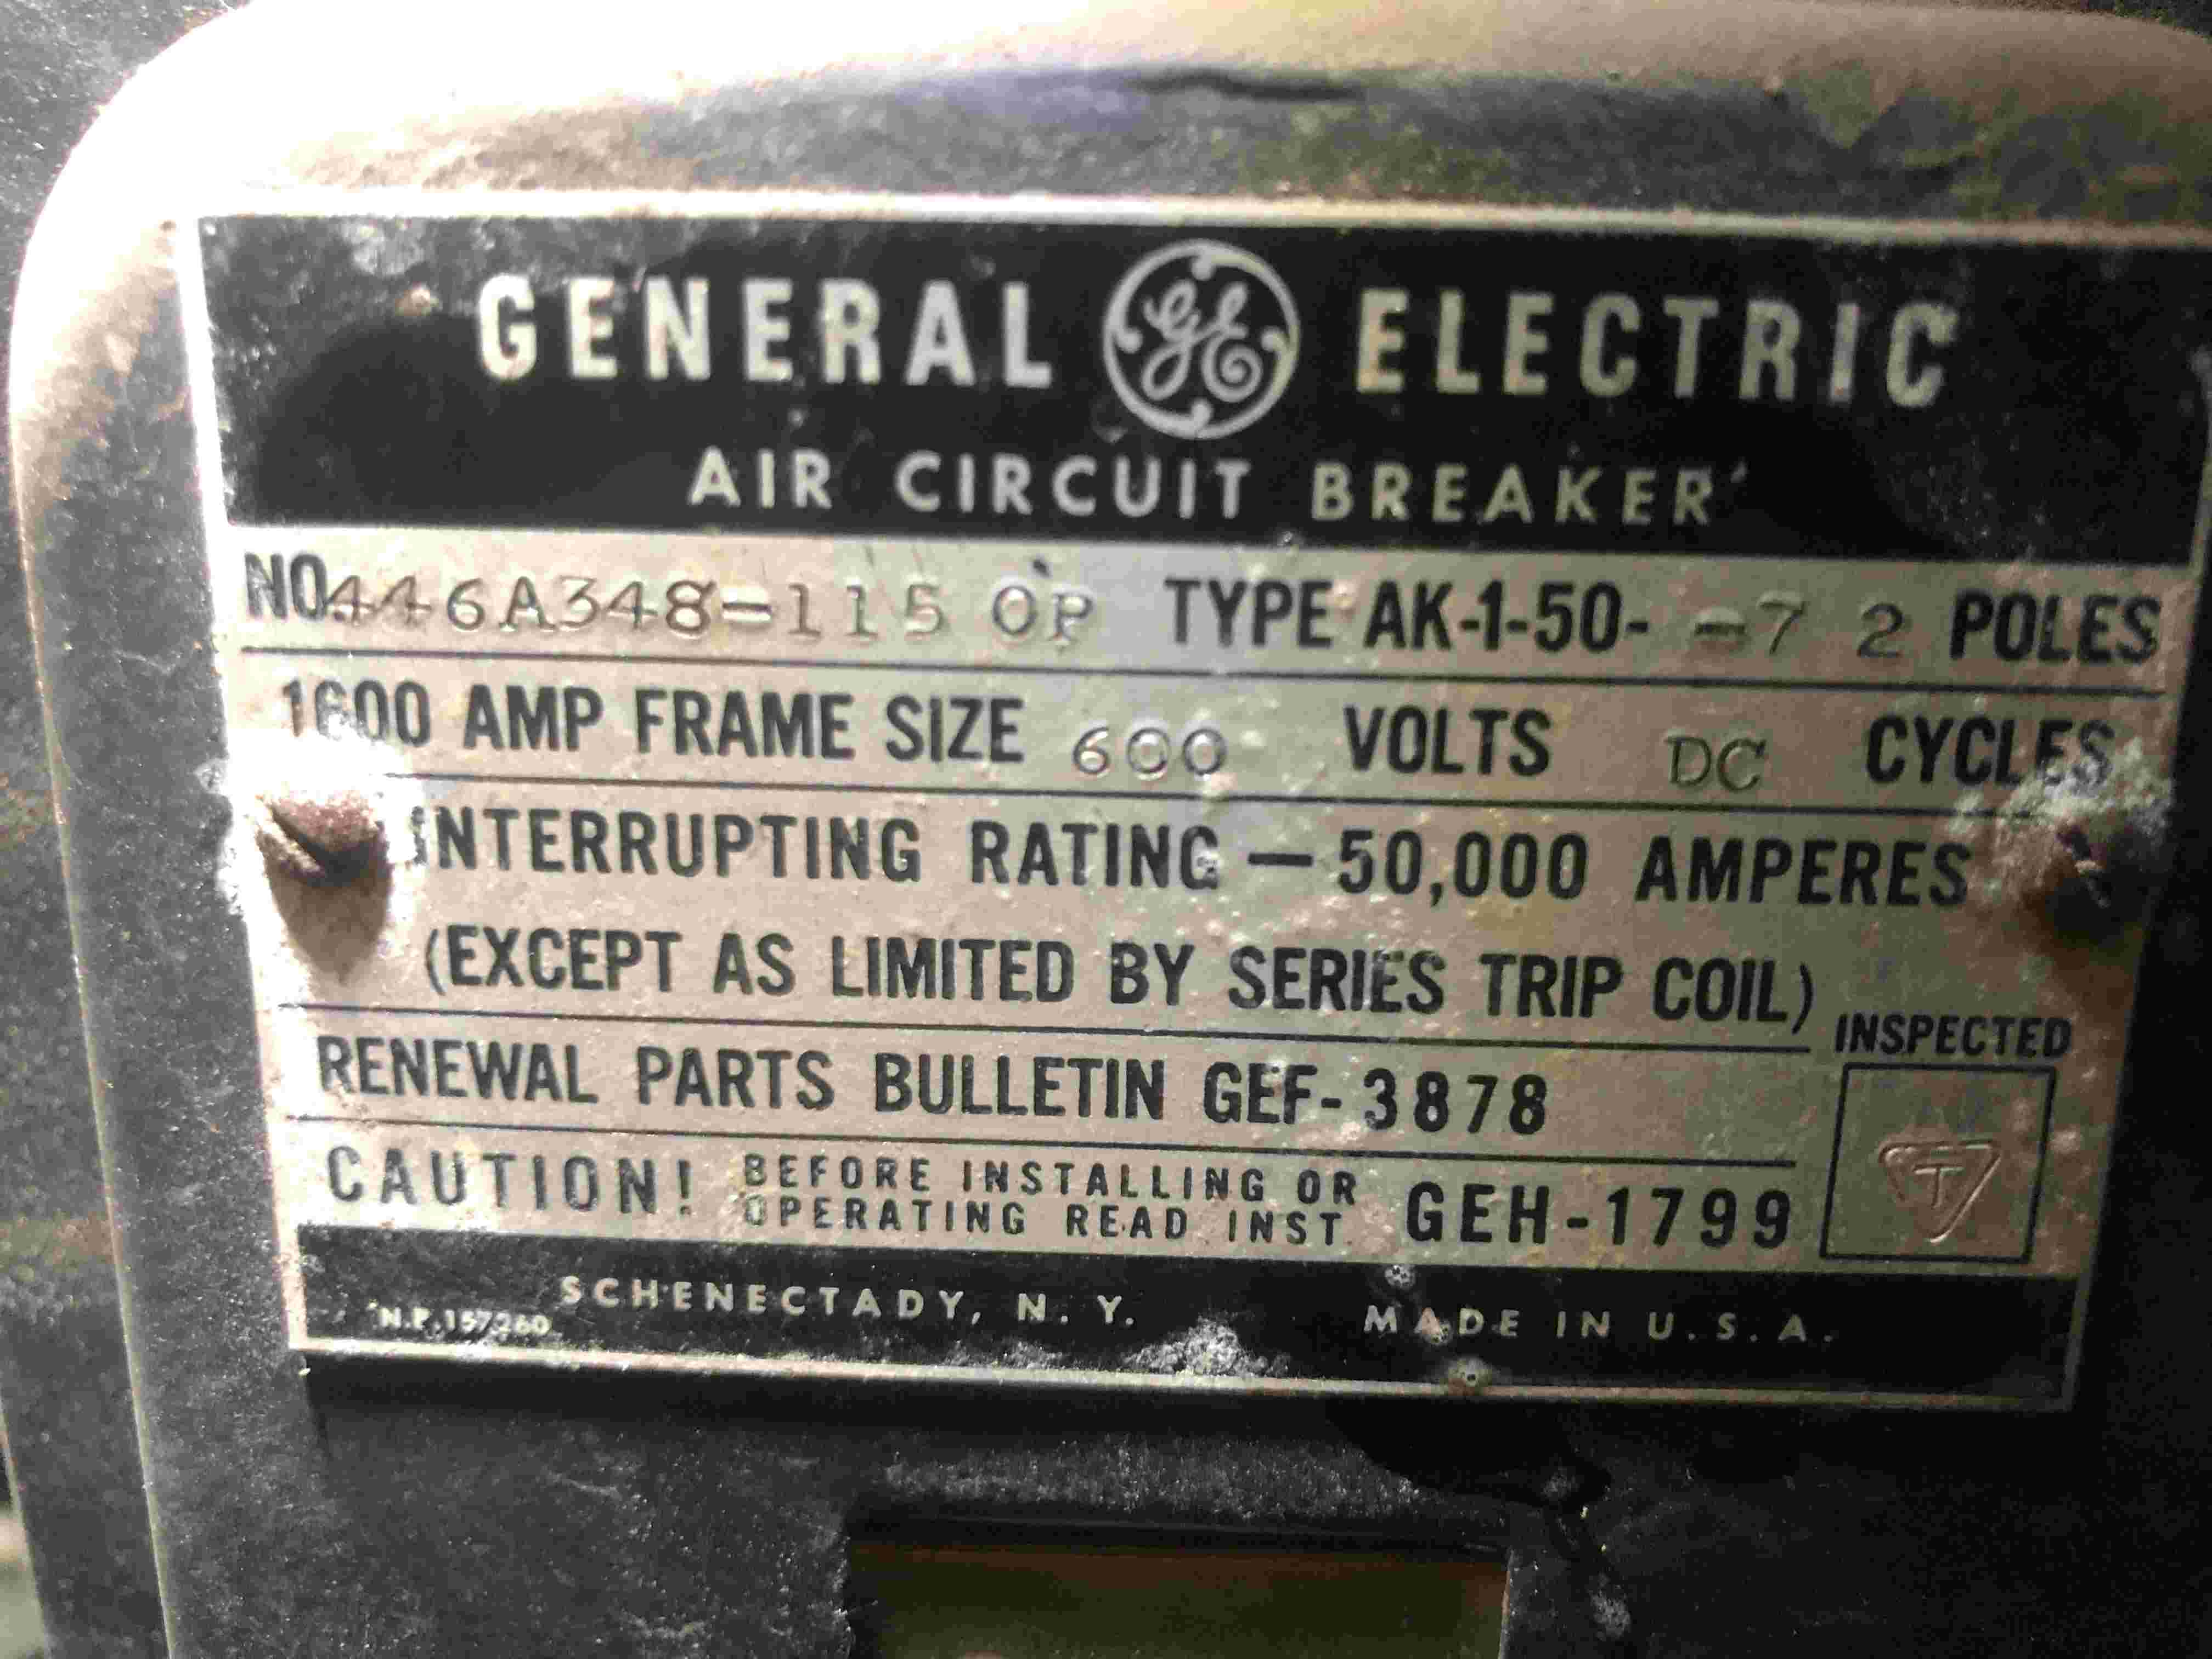 GENERAL GE ELECTRIC
AIR CIRCUIT BREAKER
NO 446A348-115 OP TYPE AK-1-50- -7 2 POLES
1600 AMP FRAME SIZE 600 VOLTS DC CYCLES
INTERRUPTING RATING — 50,000 AMPERES
(EXCEPT AS LIMITED BY SERIES TRIP COIL)
INSPECTED
RENEWAL PARTS BULLETIN GEF-3878
CAUTION! BEFORE INSTALLING OR
OPERATING READ INST. GEH-1799
T
SCHENECTADY, N. Y. MADE IN U.S.A.
N.P. 157260